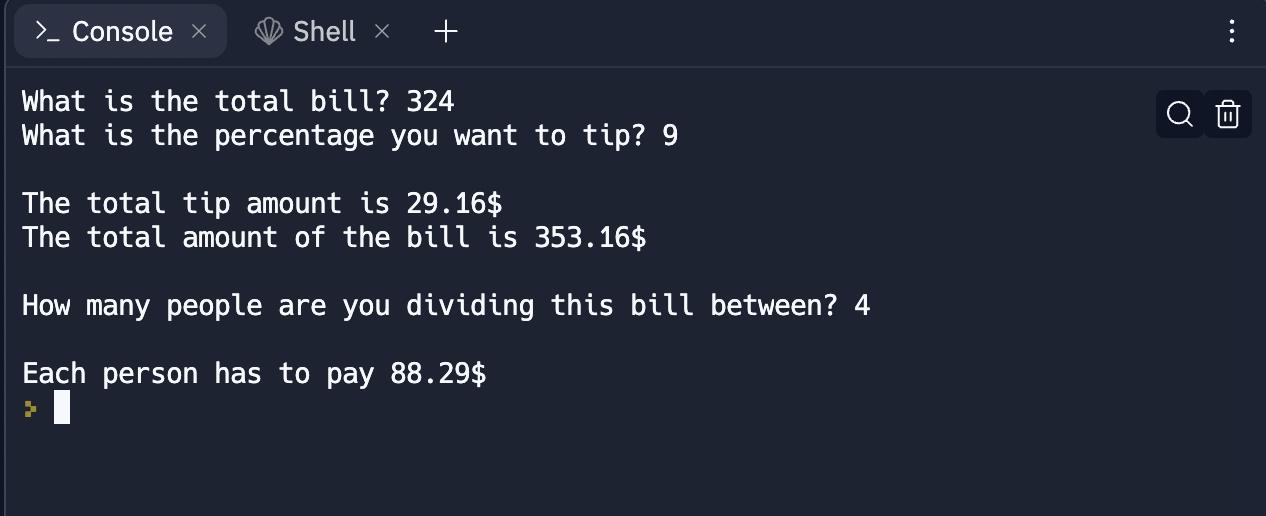 >_ Console × Shell × +
What is the total bill? 324
What is the percentage you want to tip? 9
The total tip amount is 29.16$
The total amount of the bill is 353.16$
How many people are you dividing this bill between? 4
Each person has to pay 88.29$